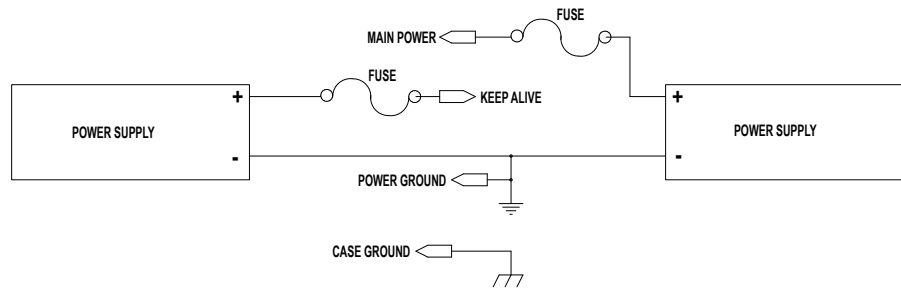 FUSE
MAIN POWER
FUSE
KEEP ALIVE
+
+
POWER SUPPLY
POWER SUPPLY
-
-
POWER GROUND
CASE GROUND